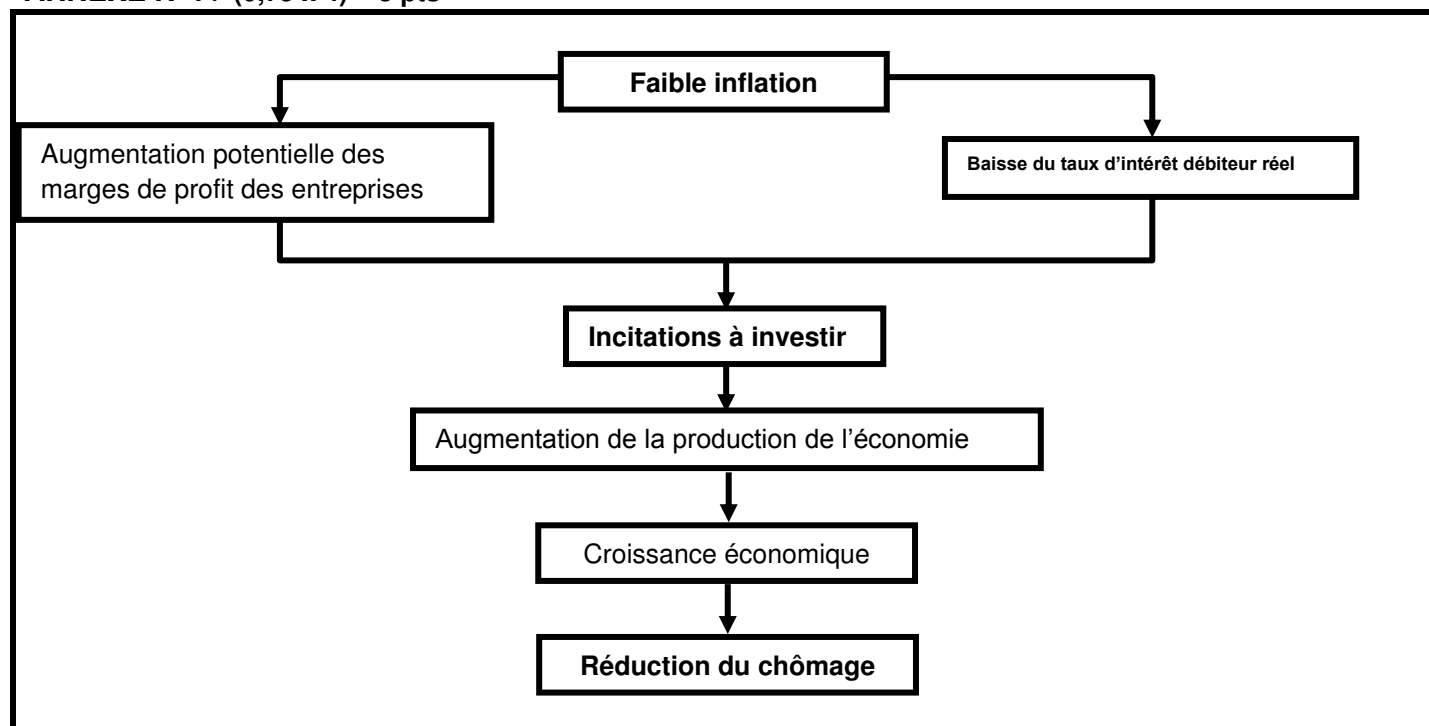 Faible inflation
Augmentation potentielle des
marges de profit des entreprises
Baisse du taux d'intérêt débiteur réel
Incitations à investir
Augmentation de la production de l'économie
Croissance économique
Réduction du chômage